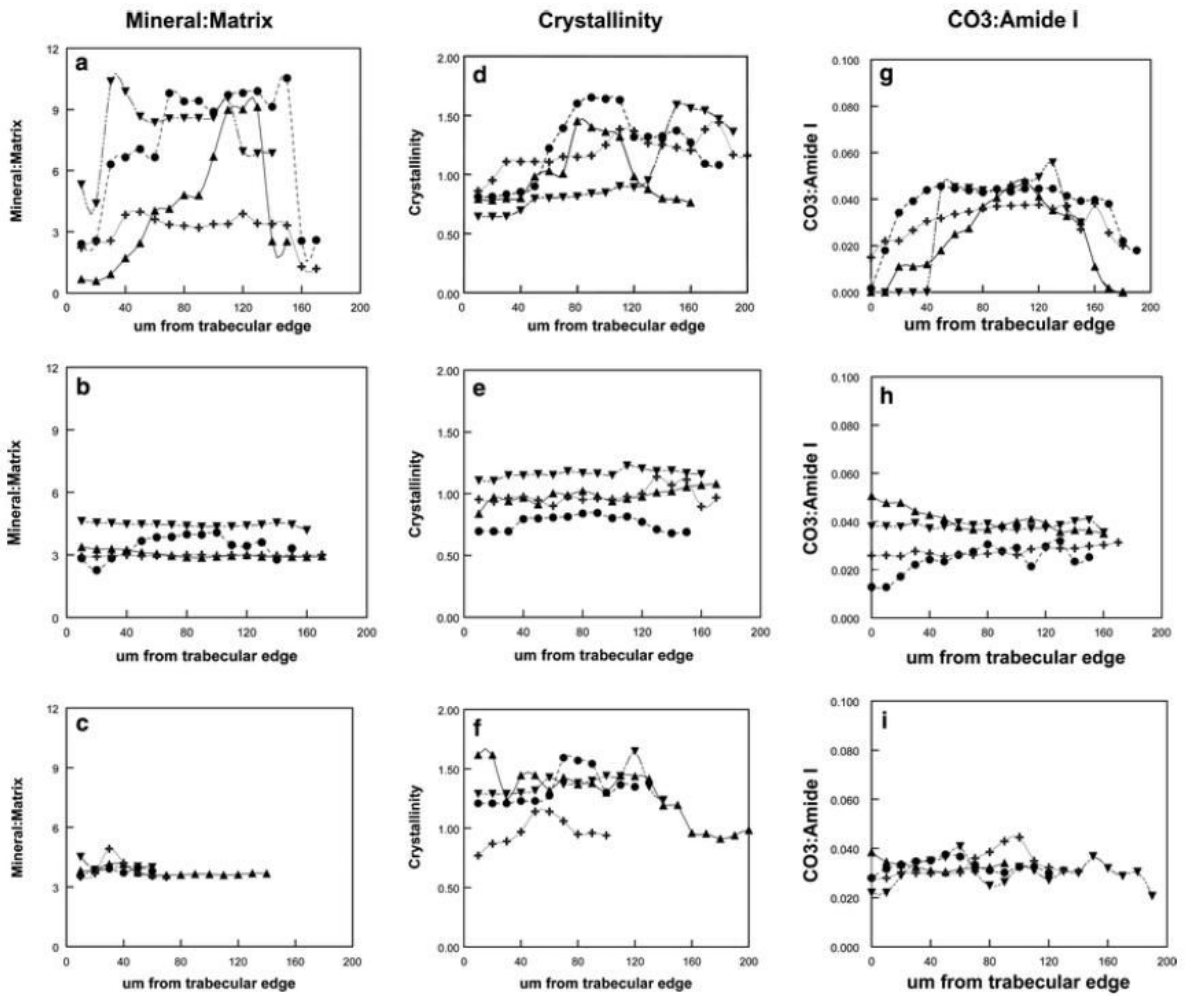 Mineral:Matrix
Crystallinity
CO3:Amide I
a
Mineral:Matrix
12
9
6
3
0
0 40 80 120 160 200
um from trabecular edge
d
Crystallinity
2.00
1.50
1.00
0.50
0.00
0 40 80 120 160 200
um from trabecular edge
g
CO3:Amide I
0.100
0.080
0.060
0.040
0.020
0.000
0 40 80 120 160 200
um from trabecular edge
b
Mineral:Matrix
12
9
6
3
0
0 40 80 120 160 200
um from trabecular edge
e
Crystallinity
2.00
1.50
1.00
0.50
0.00
0 40 80 120 160 200
um from trabecular edge
h
CO3:Amide I
0.100
0.080
0.060
0.040
0.020
0.000
0 40 80 120 160 200
um from trabecular edge
c
Mineral:Matrix
12
9
6
3
0
0 40 80 120 160 200
um from trabecular edge
f
Crystallinity
2.00
1.50
1.00
0.50
0.00
0 40 80 120 160 200
um from trabecular edge
i
CO3:Amide I
0.100
0.080
0.060
0.040
0.020
0.000
0 40 80 120 160 200
um from trabecular edge